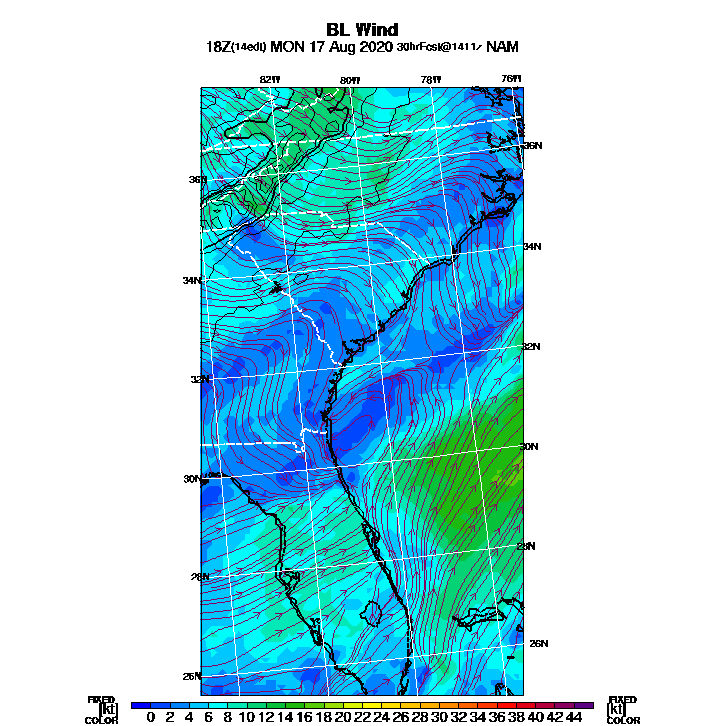 BL Wind
18Z(14edt) MON 17 Aug 2020 30hrFcst@1411z NAM
82W 80W 78W 76W
36N
36N
34N
34N
32N
32N
30N
30N
28N
28N
26N
26N
FIXED FIXED
[kt] 0 2 4 6 8 10 12 14 16 18 20 22 24 26 28 30 32 34 36 38 40 42 44 [kt]
COLOR COLOR